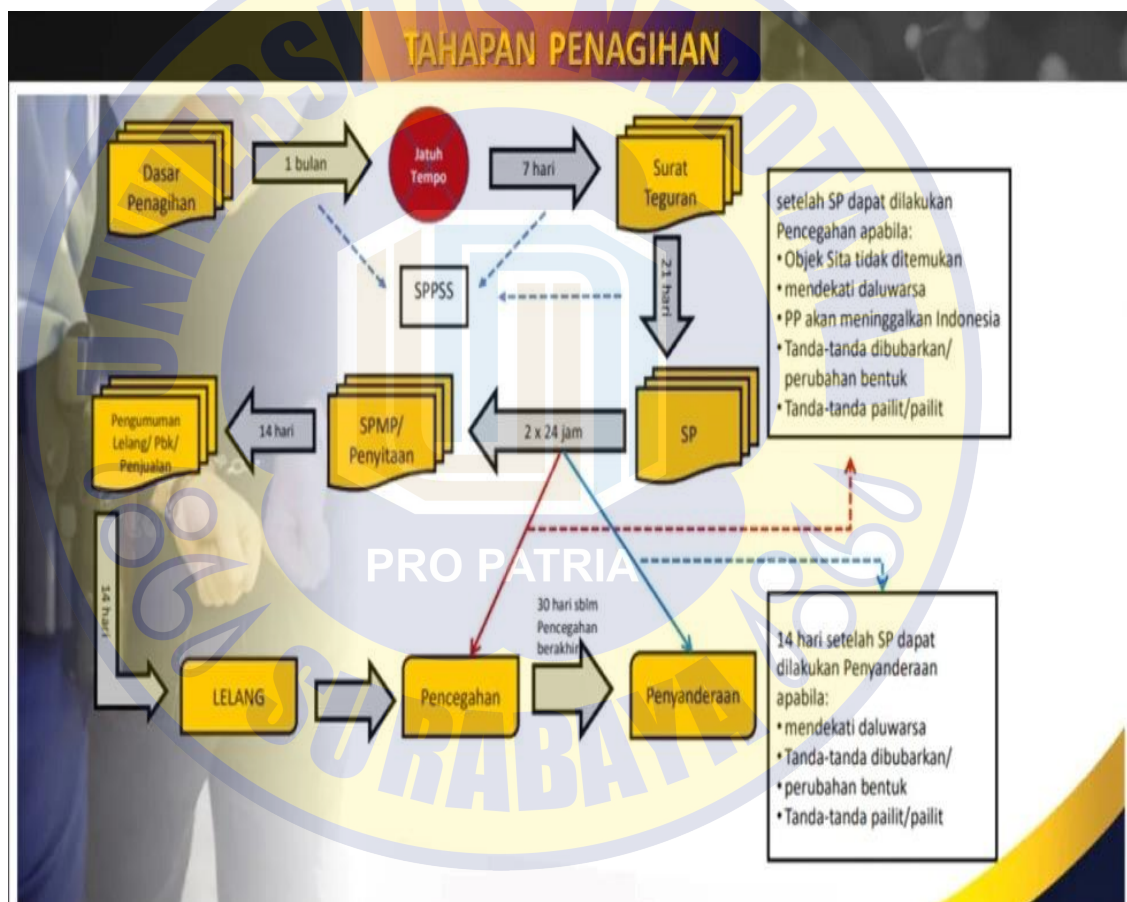 TAHAPAN PENAGIHAN
Dasar
Penagihan
1 bulan
Jatuh
Tempo
7 hari
Surat
Teguran
setelah SP dapat dilakukan
Pencegahan apabila:
• Objek Sita tidak ditemukan
• mendekati daluwarsa
• PP akan meninggalkan Indonesia
• Tanda-tanda dibubarkan/
perubahan bentuk
• Tanda-tanda pailit/pailit
SPPSS
21 hari
Pengumuman
Lelang/ Pbk/
Penjualan
14 hari
SPMP/
Penyitaan
2 x 24 jam
SP
PRO PATRIA
14 hari
30 hari sblm
Pencegahan
berakhir
LELANG
Pencegahan
Penyanderaan
14 hari setelah SP dapat
dilakukan Penyanderaan
apabila:
• mendekati daluwarsa
• Tanda-tanda dibubarkan/
• perubahan bentuk
• Tanda-tanda pailit/pailit
UNIVERSITAS NAROTAMA
SURABAYA